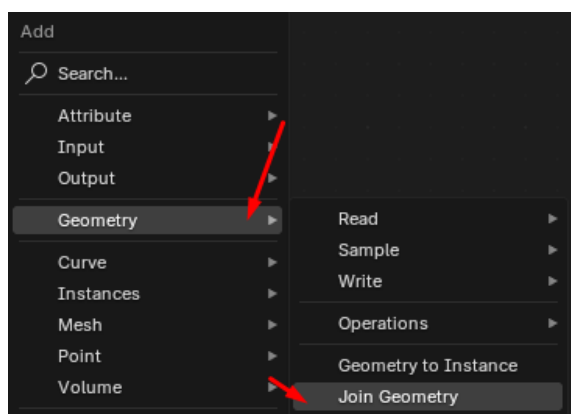 Add
Search...
Attribute
Input
Output
Geometry
Curve
Instances
Mesh
Point
Volume
Read
Sample
Write
Operations
Geometry to Instance
Join Geometry